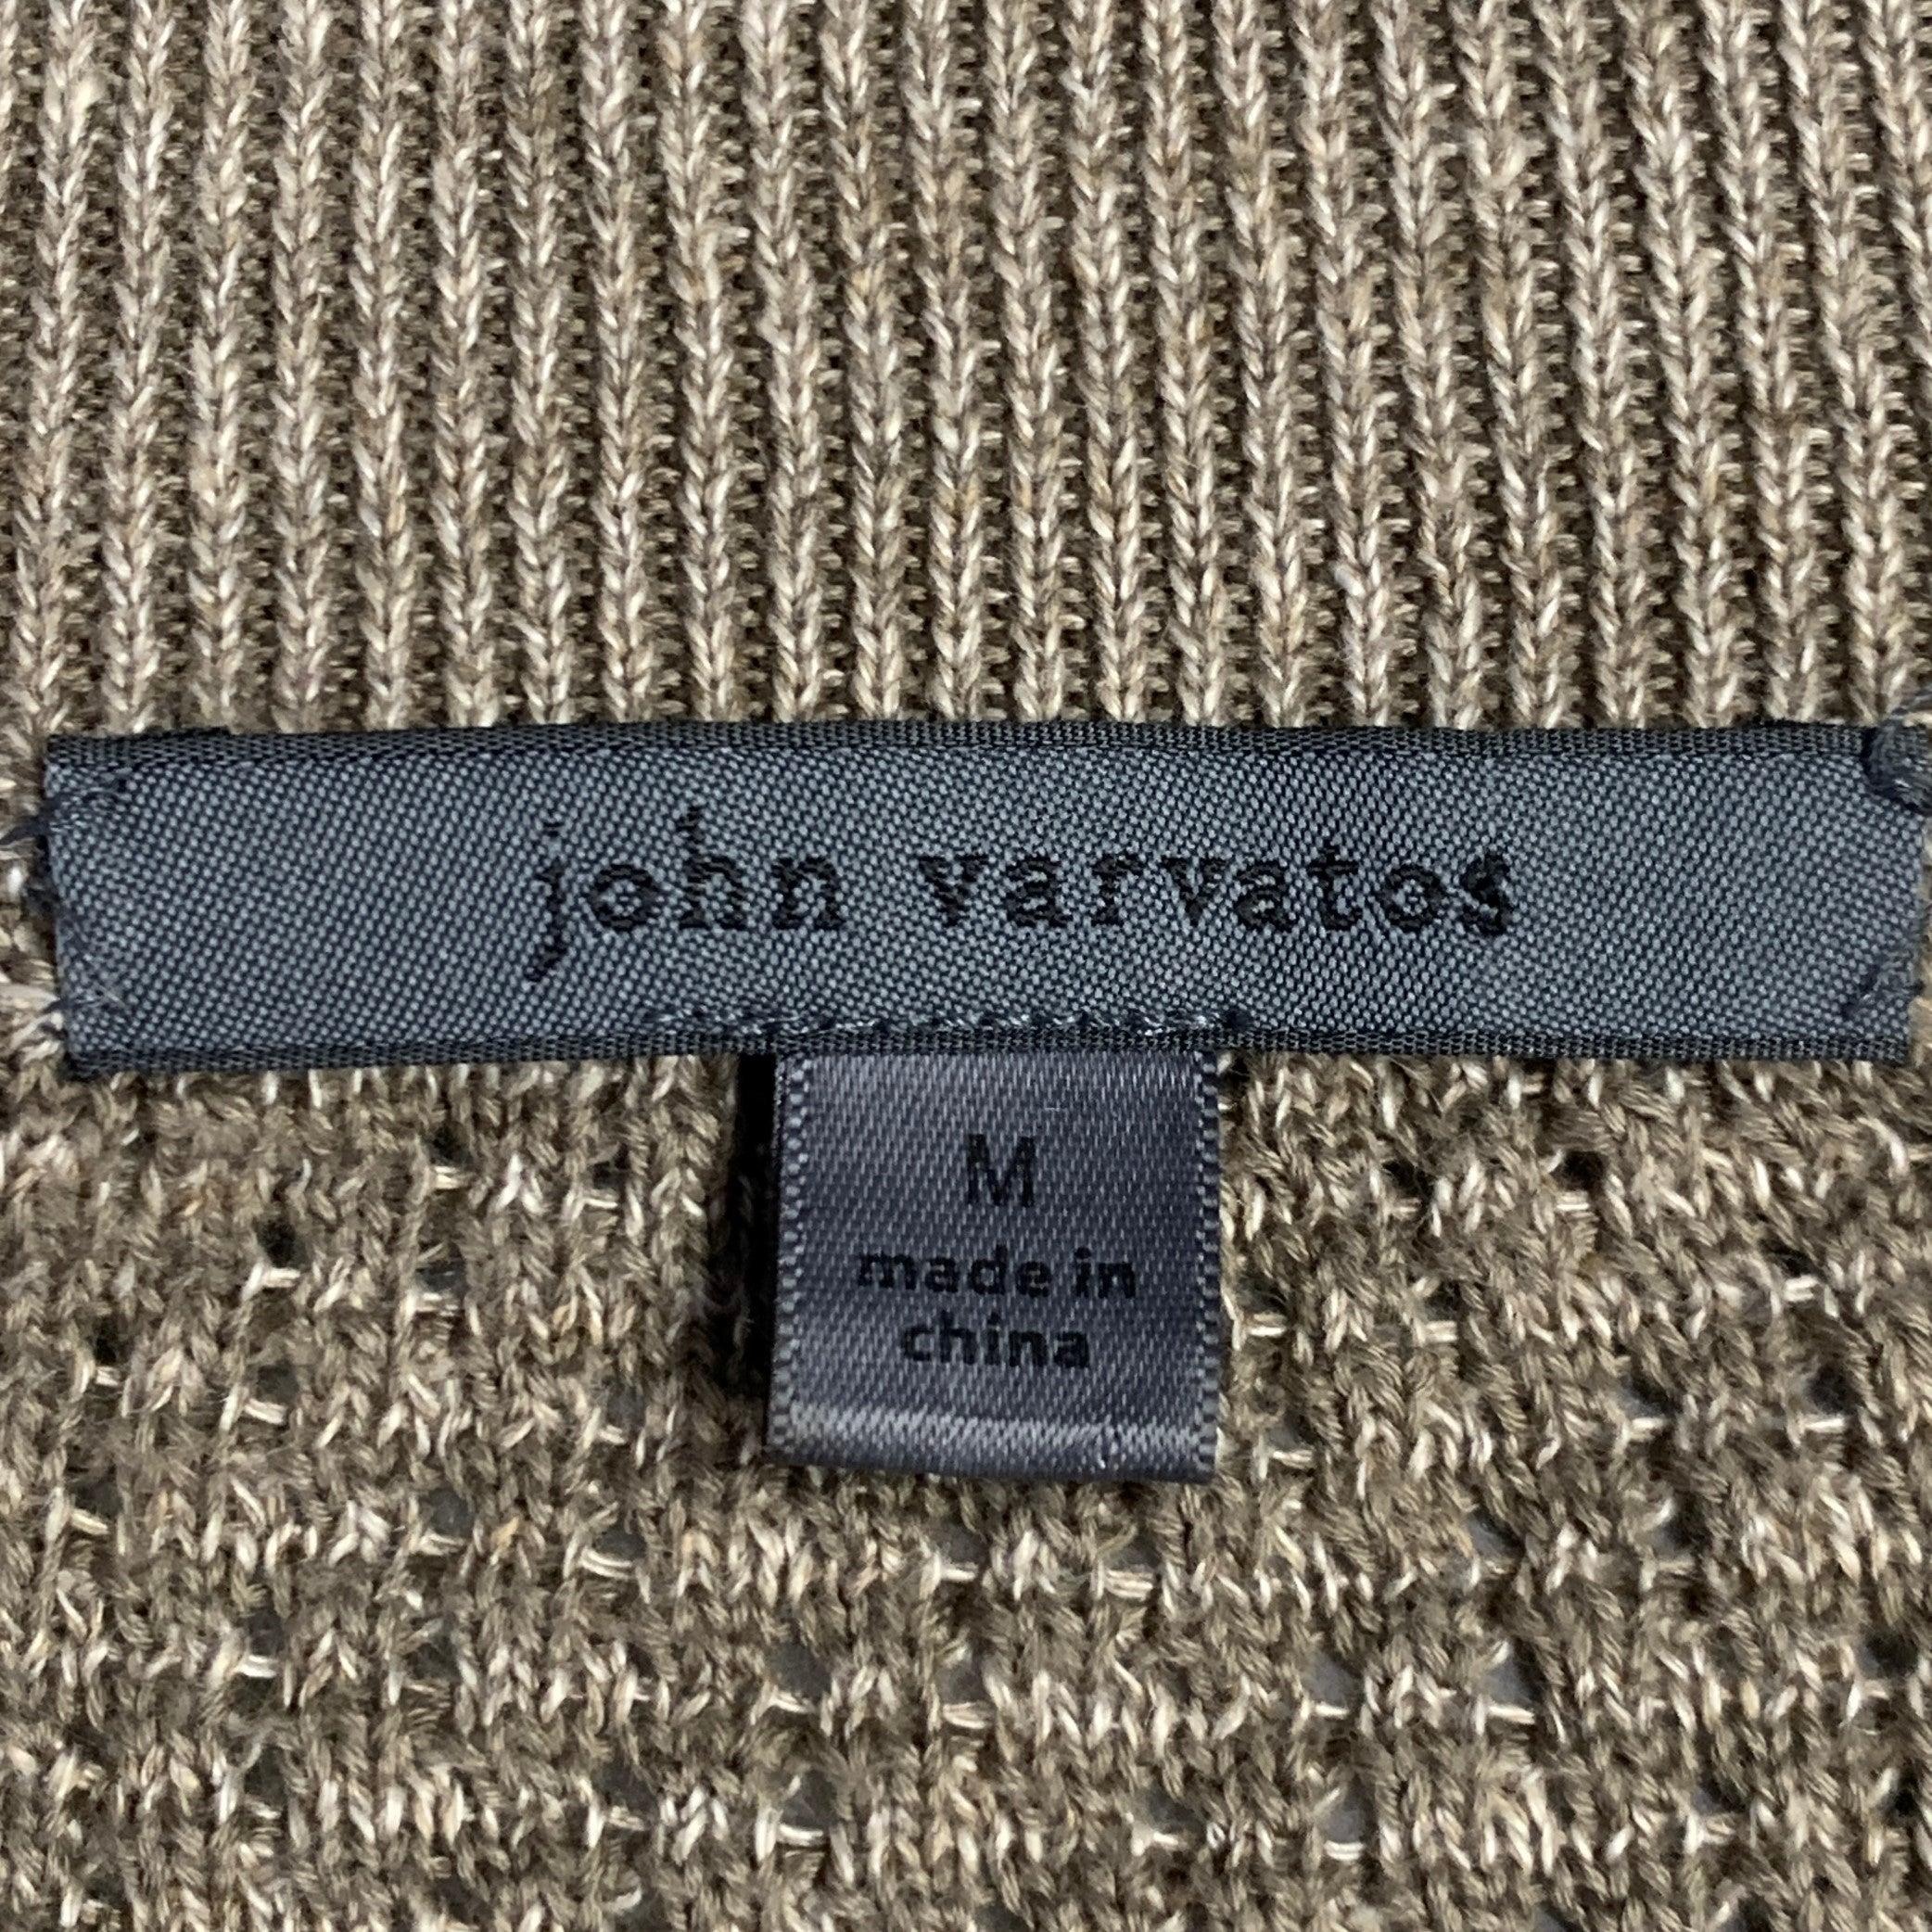 john varvatos
M
made in
china